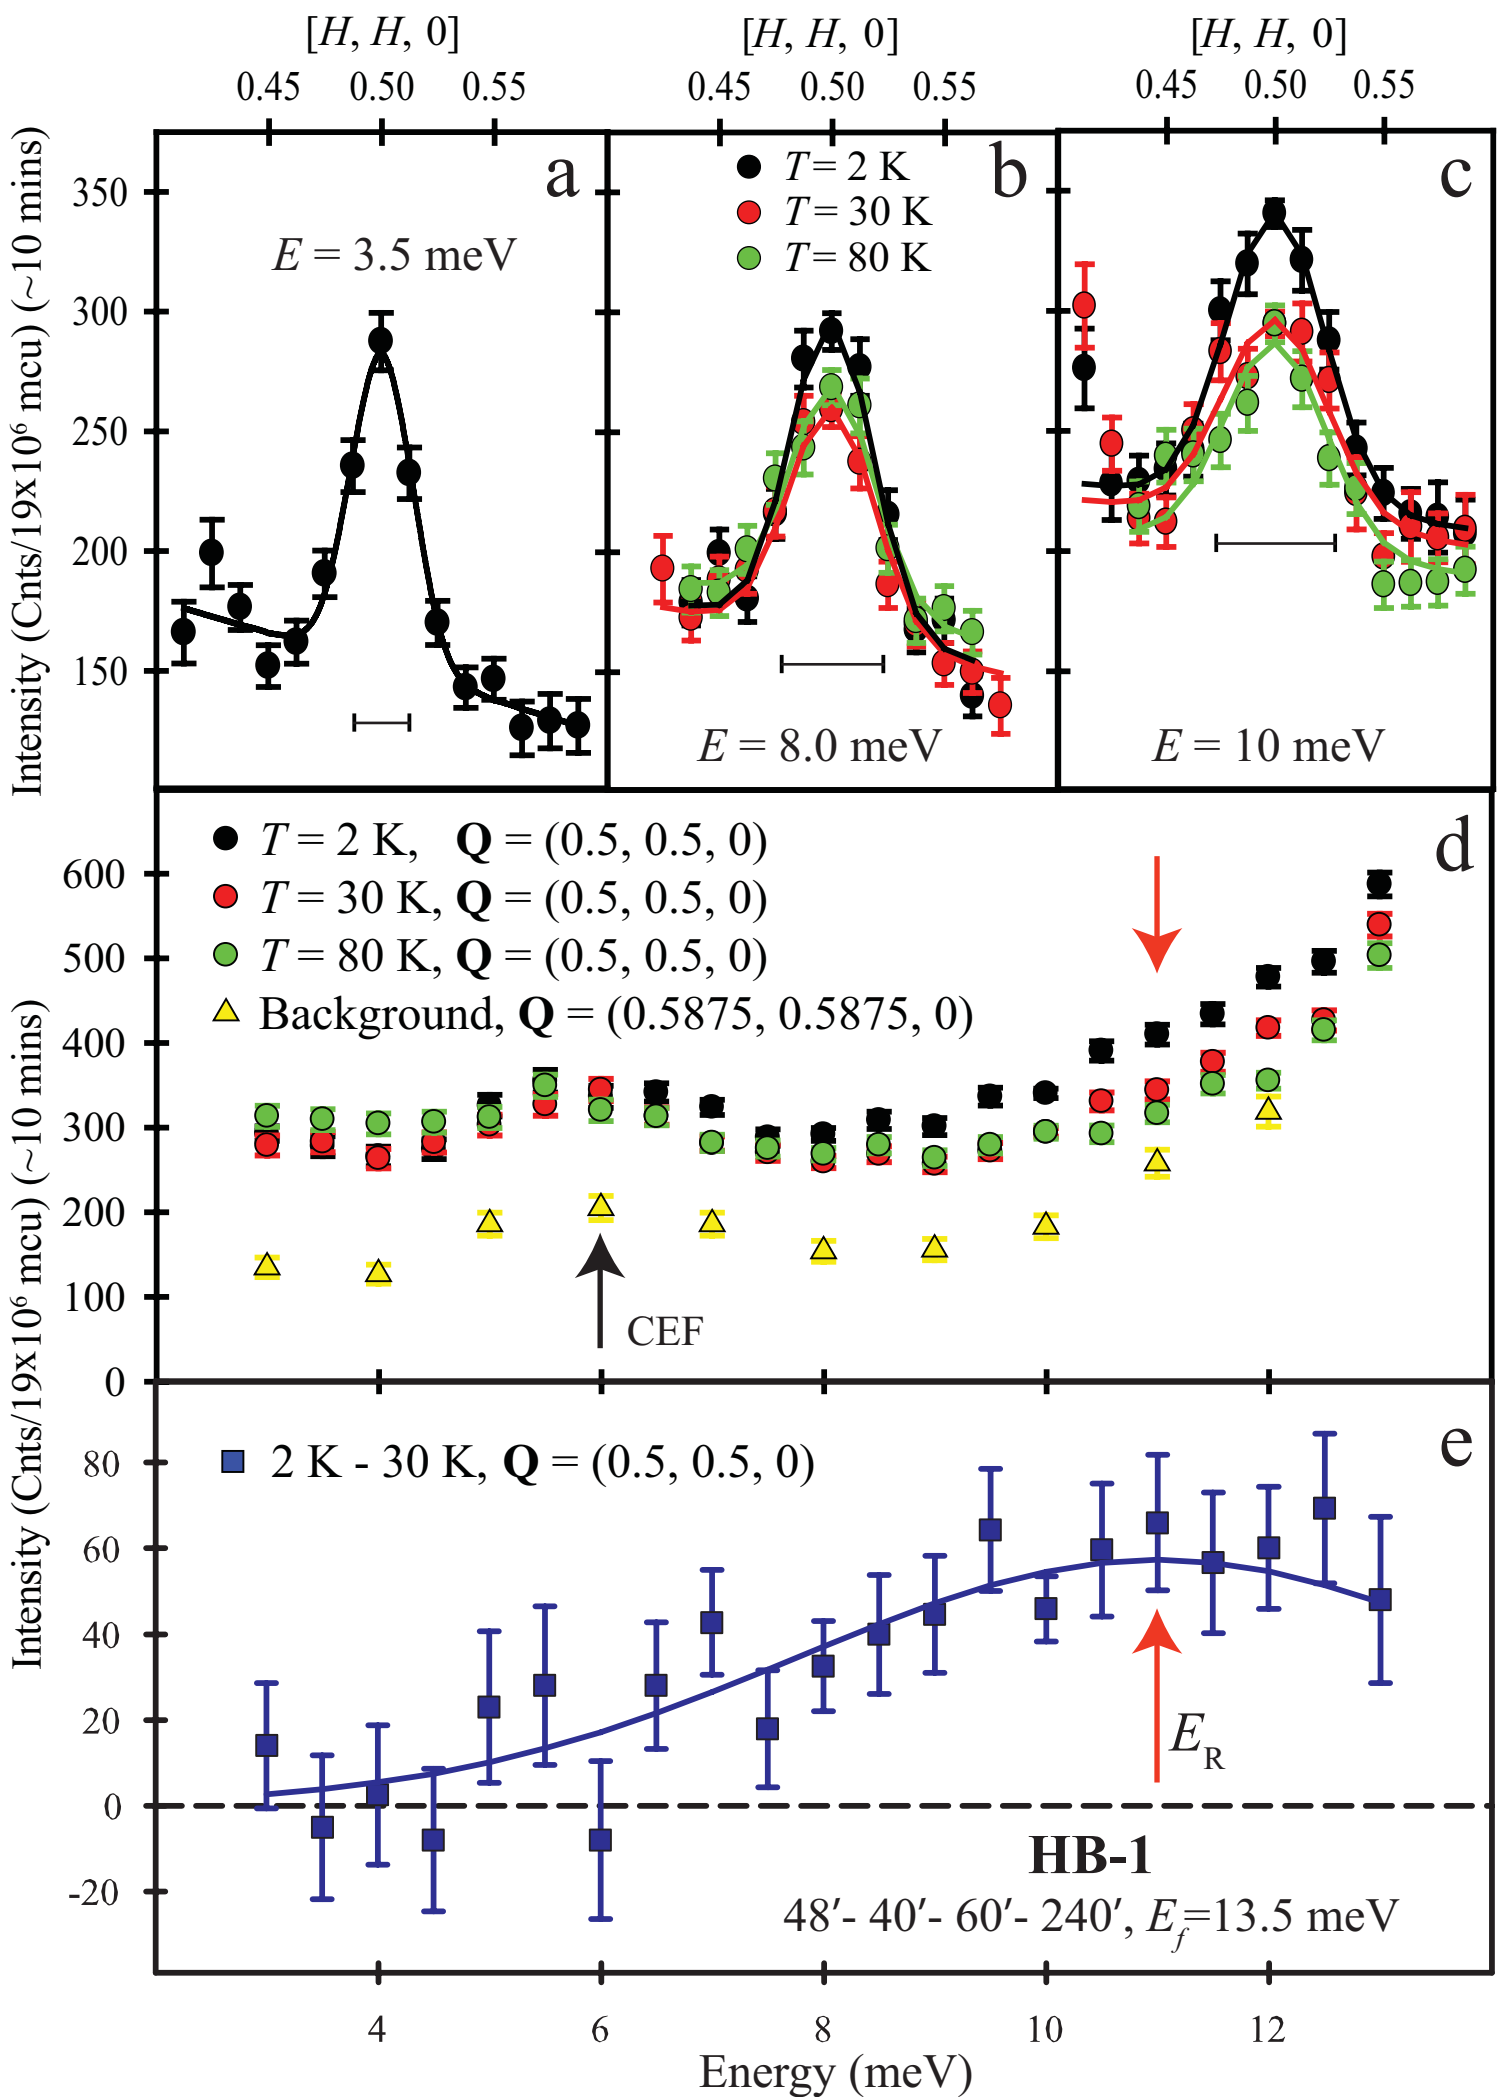 [H, H, 0] [H, H, 0] [H, H, 0]
0.45 0.50 0.55 0.45 0.50 0.55 0.45 0.50 0.55
Intensity (Cnts/19x10⁶ mcu) (~10 mins)
350
300
250
200
150
a
E = 3.5 meV
b
T = 2 K
T = 30 K
T = 80 K
E = 8.0 meV
c
E = 10 meV
Intensity (Cnts/19x10⁶ mcu) (~10 mins)
600
500
400
300
200
100
0
d
T = 2 K, Q = (0.5, 0.5, 0)
T = 30 K, Q = (0.5, 0.5, 0)
T = 80 K, Q = (0.5, 0.5, 0)
Background, Q = (0.5875, 0.5875, 0)
CEF
80
60
40
20
0
-20
e
2 K - 30 K, Q = (0.5, 0.5, 0)
E_R
HB-1
48′- 40′- 60′- 240′, E_f=13.5 meV
4 6 8 10 12
Energy (meV)